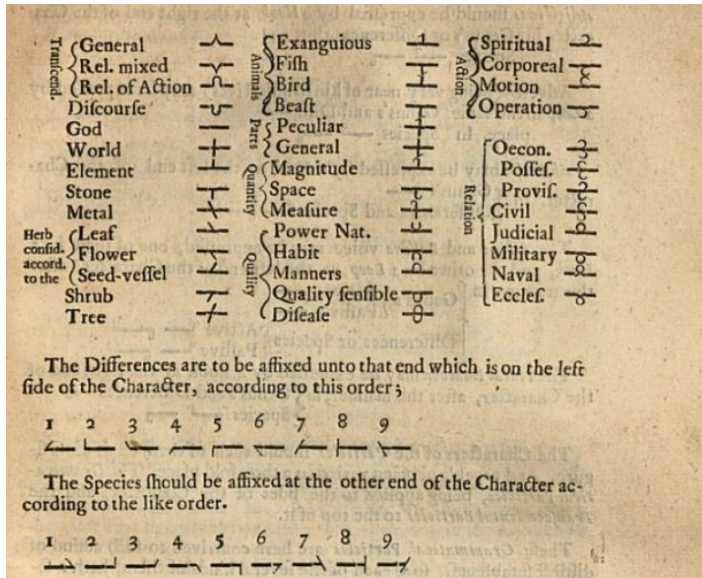 Transcend.
General
Rel. mixed
Rel. of Action
Diſcourſe
God
World
Element
Stone
Metal
Herb
conſid.
accord.
to the
Leaf
Flower
Seed-veſſel
Shrub
Tree
Animals
Exanguious
Fiſh
Bird
Beaſt
Parts
Peculiar
General
Quantity
Magnitude
Space
Meaſure
Quality
Power Nat.
Habit
Manners
Quality ſenſible
Diſeaſe
Action
Spiritual
Corporeal
Motion
Operation
Relation
Oecon.
Poſſeſ.
Proviſ.
Civil
Judicial
Military
Naval
Eccleſ.
The Differences are to be affixed unto that end which is on the left
ſide of the Character, according to this order;
1 2 3 4 5 6 7 8 9
The Species ſhould be affixed at the other end of the Character ac-
cording to the like order.
1 2 3 4 5 6 7 8 9